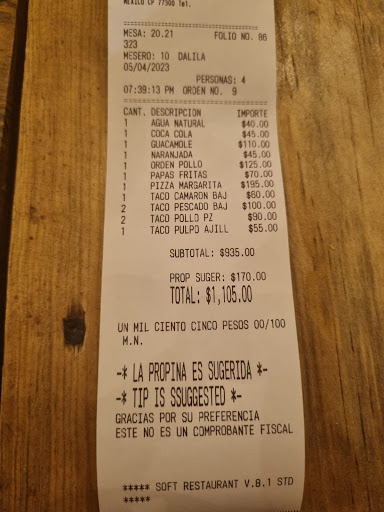 MEXICO CP 77500 Tel.
MESA: 20.21 FOLIO NO. 86
323
MESERO: 10 DALILA
05/04/2023
PERSONAS: 4
07:39:13 PM ORDEN NO. 9
CANT. DESCRIPCION IMPORTE
1 AGUA NATURAL $40.00
1 COCA COLA $45.00
1 GUACAMOLE $110.00
1 NARANJADA $45.00
1 ORDEN POLLO $125.00
1 PAPAS FRITAS $70.00
1 PIZZA MARGARITA $195.00
1 TACO CAMARON BAJ $60.00
2 TACO PESCADO BAJ $100.00
2 TACO POLLO PZ $90.00
1 TACO PULPO AJILL $55.00
SUBTOTAL: $935.00
PROP SUGER: $170.00
TOTAL: $1,105.00
UN MIL CIENTO CINCO PESOS 00/100
M.N.
-* LA PROPINA ES SUGERIDA *-
-* TIP IS SSUGGESTED *-
GRACIAS POR SU PREFERENCIA
ESTE NO ES UN COMPROBANTE FISCAL
***** SOFT RESTAURANT V.8.1 STD
*****